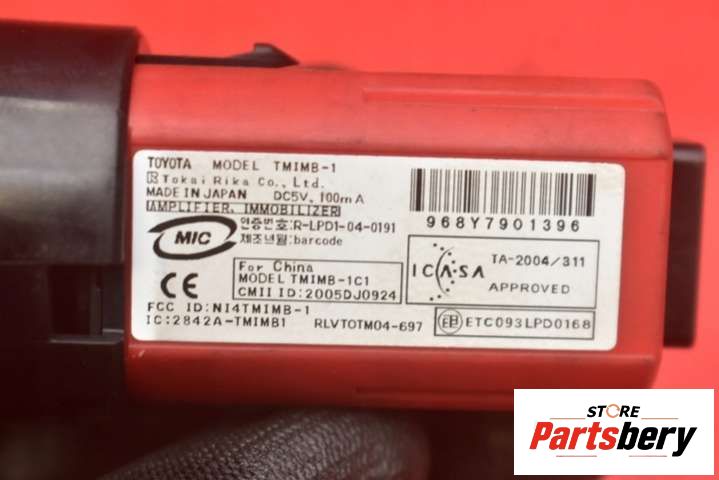 TOYOTA MODEL TMIMB-1
Tokai Rika Co., Ltd.
MADE IN JAPAN DC5V, 100mA
AMPLIFIER, IMMOBILIZER
MIC
인증번호:R-LPD1-04-0191
제조년월:barcode
968Y7901396
CE
For China
MODEL TMIMB-1C1
CMII ID:2005DJ0924
ICASA
TA-2004/311
APPROVED
FCC ID:NI4TMIMB-1
IC:2842A-TMIMB1
RLVTOTM04-697
ETC093LPD0168
STORE
Partsbery